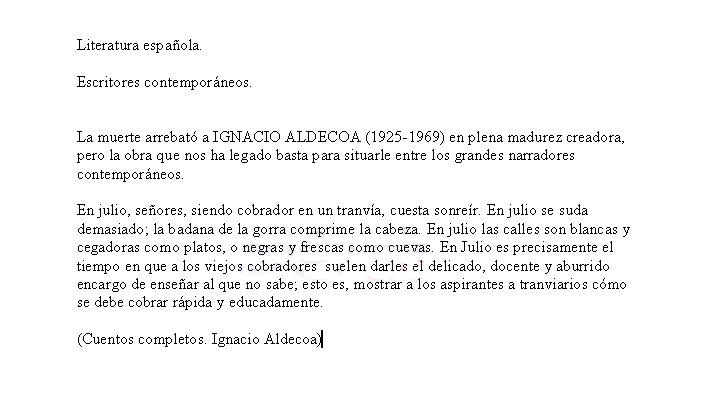 Literatura española.
Escritores contemporáneos.
La muerte arrebató a IGNACIO ALDECOA (1925-1969) en plena madurez creadora,
pero la obra que nos ha legado basta para situarle entre los grandes narradores
contemporáneos.
En julio, señores, siendo cobrador en un tranvía, cuesta sonreír. En julio se suda
demasiado; la badana de la gorra comprime la cabeza. En julio las calles son blancas y
cegadoras como platos, o negras y frescas como cuevas. En Julio es precisamente el
tiempo en que a los viejos cobradores  suelen darles el delicado, docente y aburrido
encargo de enseñar al que no sabe; esto es, mostrar a los aspirantes a tranviarios cómo
se debe cobrar rápida y educadamente.
(Cuentos completos. Ignacio Aldecoa)